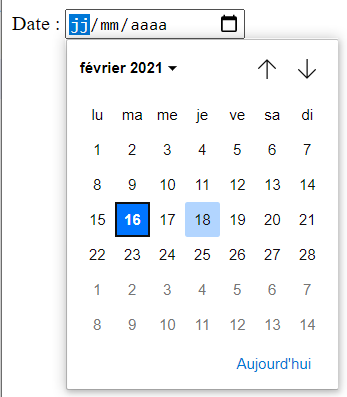 Date : jj/mm/aaaa
février 2021
lu ma me je ve sa di
1 2 3 4 5 6 7
8 9 10 11 12 13 14
15 16 17 18 19 20 21
22 23 24 25 26 27 28
1 2 3 4 5 6 7
8 9 10 11 12 13 14
Aujourd'hui